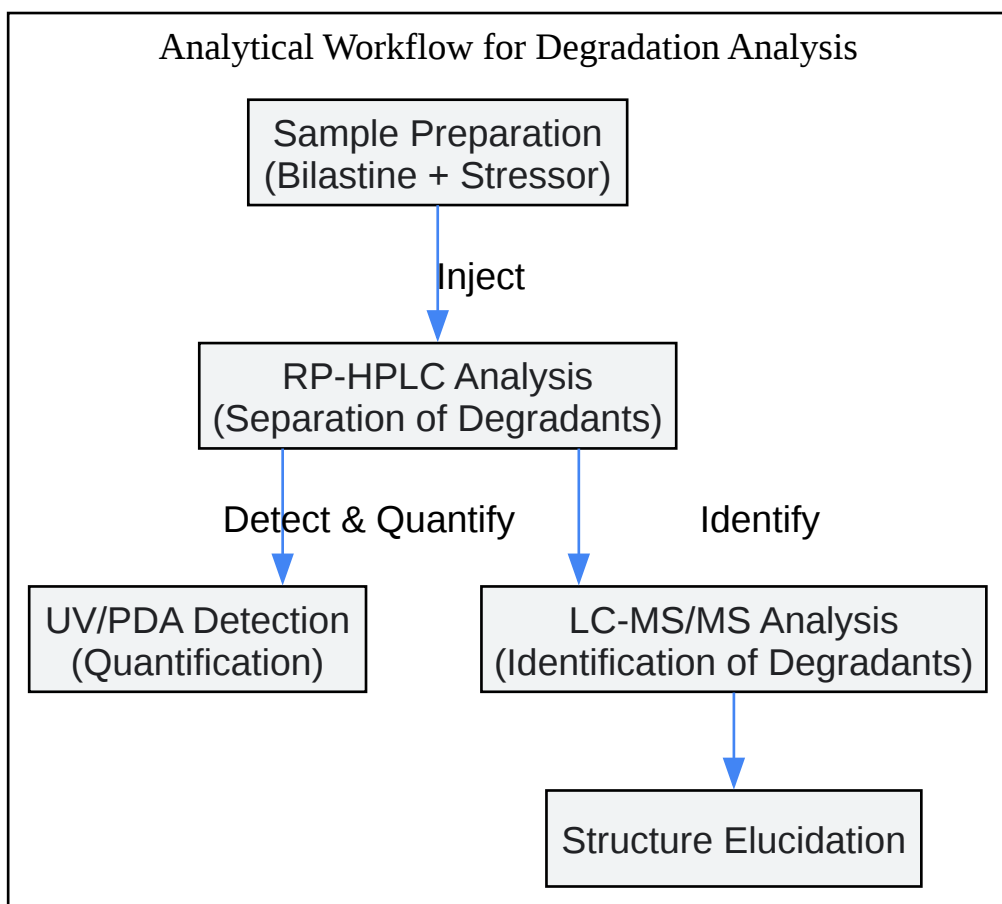 Analytical Workflow for Degradation Analysis
Sample Preparation
(Bilastine + Stressor)
Inject
RP-HPLC Analysis
(Separation of Degradants)
Detect & Quantify
Identify
UV/PDA Detection
(Quantification)
LC-MS/MS Analysis
(Identification of Degradants)
Structure Elucidation